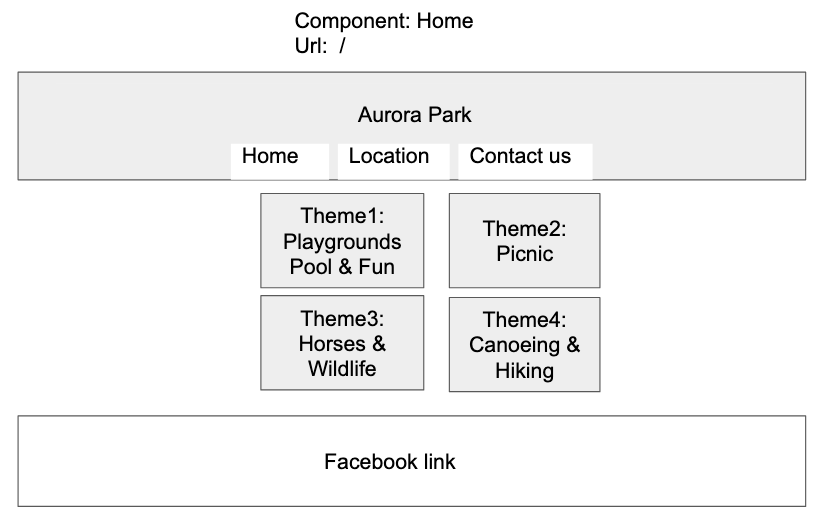 Component: Home
Url: /
Aurora Park
Home
Location
Contact us
Theme1:
Playgrounds
Pool & Fun
Theme2:
Picnic
Theme3:
Horses &
Wildlife
Theme4:
Canoeing &
Hiking
Facebook link